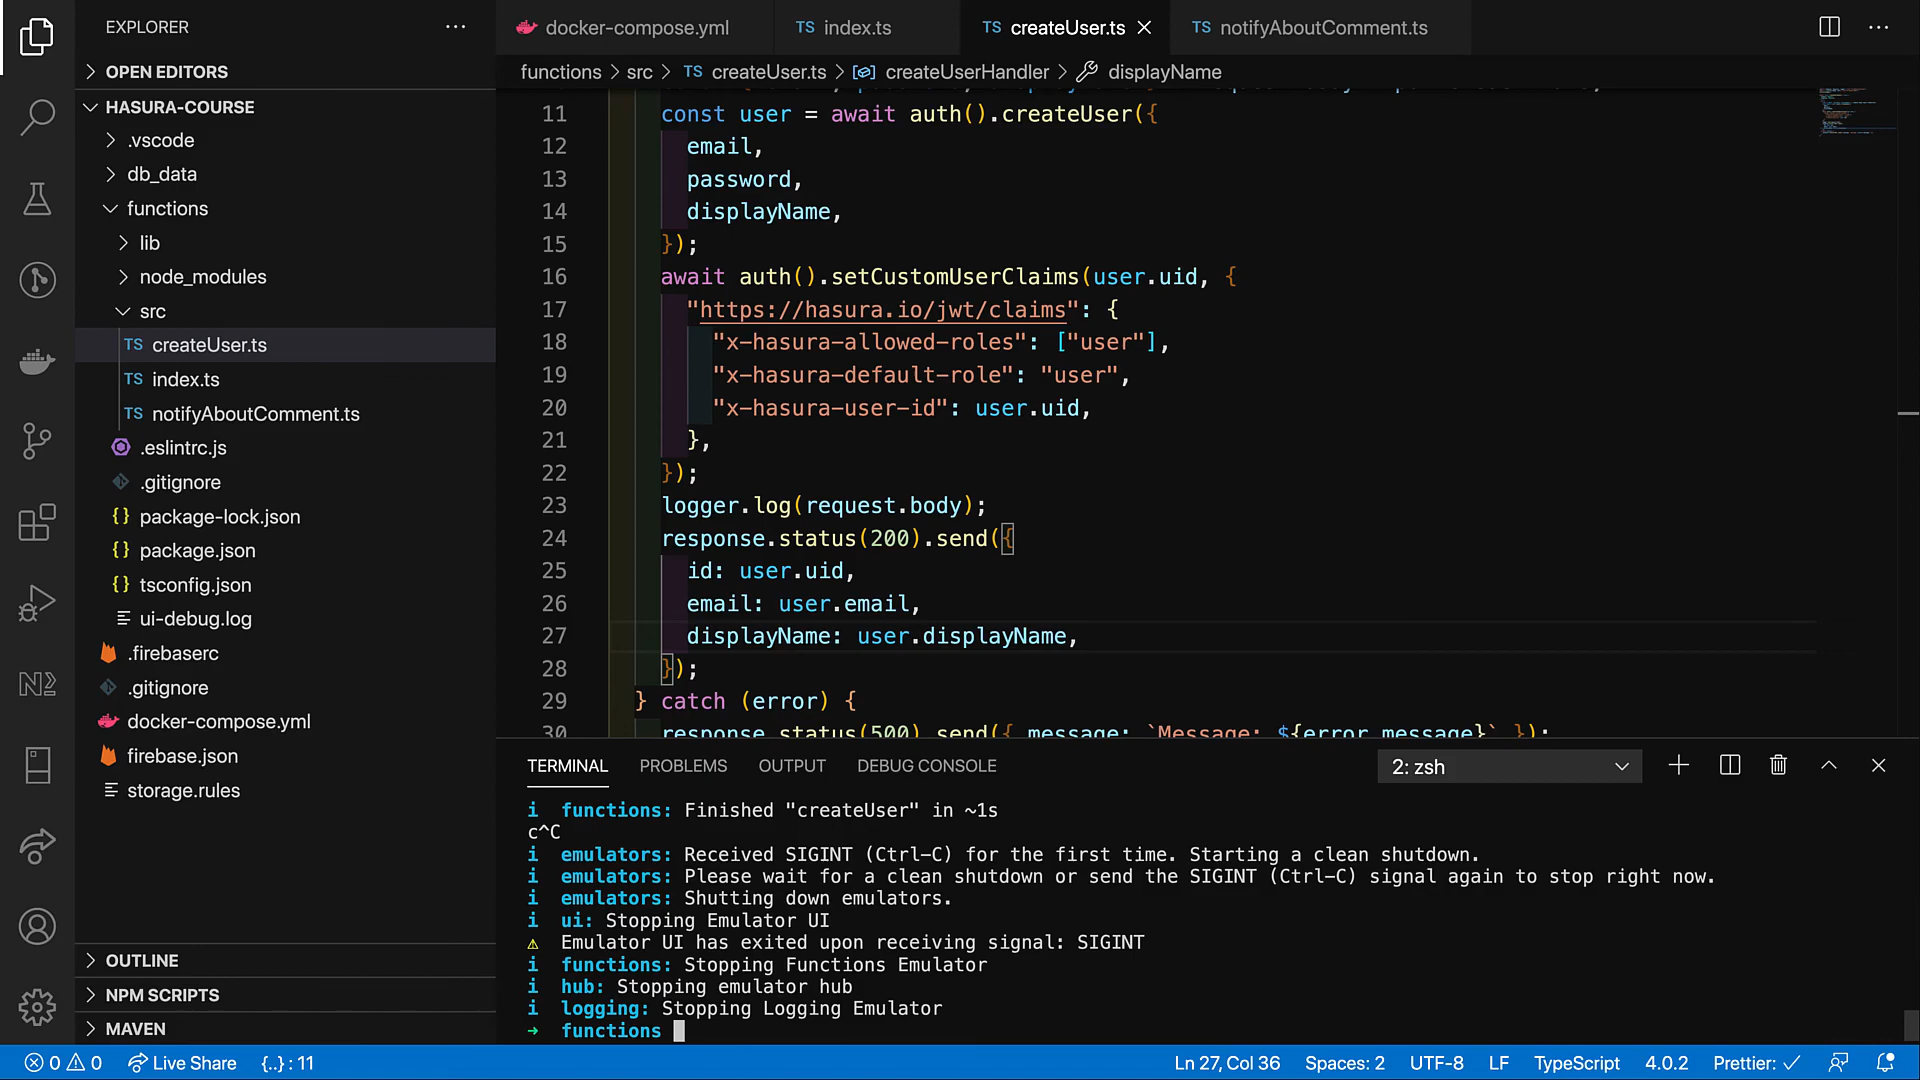 EXPLORER
OPEN EDITORS
HASURA-COURSE
.vscode
db_data
functions
lib
node_modules
src
TS createUser.ts
TS index.ts
TS notifyAboutComment.ts
.eslintrc.js
.gitignore
{} package-lock.json
{} package.json
{} tsconfig.json
ui-debug.log
.firebaserc
.gitignore
docker-compose.yml
firebase.json
storage.rules
OUTLINE
NPM SCRIPTS
MAVEN
docker-compose.yml
TS index.ts
TS createUser.ts
TS notifyAboutComment.ts
functions > src > TS createUser.ts > createUserHandler > displayName
11 const user = await auth().createUser({
12 email,
13 password,
14 displayName,
15 });
16 await auth().setCustomUserClaims(user.uid, {
17 "https://hasura.io/jwt/claims": {
18 "x-hasura-allowed-roles": ["user"],
19 "x-hasura-default-role": "user",
20 "x-hasura-user-id": user.uid,
21 },
22 });
23 logger.log(request.body);
24 response.status(200).send({
25 id: user.uid,
26 email: user.email,
27 displayName: user.displayName,
28 });
29 } catch (error) {
30 response.status(500).send({ message: `Message: ${error.message}` });
TERMINAL PROBLEMS OUTPUT DEBUG CONSOLE 2: zsh
i functions: Finished "createUser" in ~1s
c^C
i emulators: Received SIGINT (Ctrl-C) for the first time. Starting a clean shutdown.
i emulators: Please wait for a clean shutdown or send the SIGINT (Ctrl-C) signal again to stop right now.
i emulators: Shutting down emulators.
i ui: Stopping Emulator UI
⚠ Emulator UI has exited upon receiving signal: SIGINT
i functions: Stopping Functions Emulator
i hub: Stopping emulator hub
i logging: Stopping Logging Emulator
➜ functions
0 0 Live Share {..} : 11 Ln 27, Col 36 Spaces: 2 UTF-8 LF TypeScript 4.0.2 Prettier: ✓